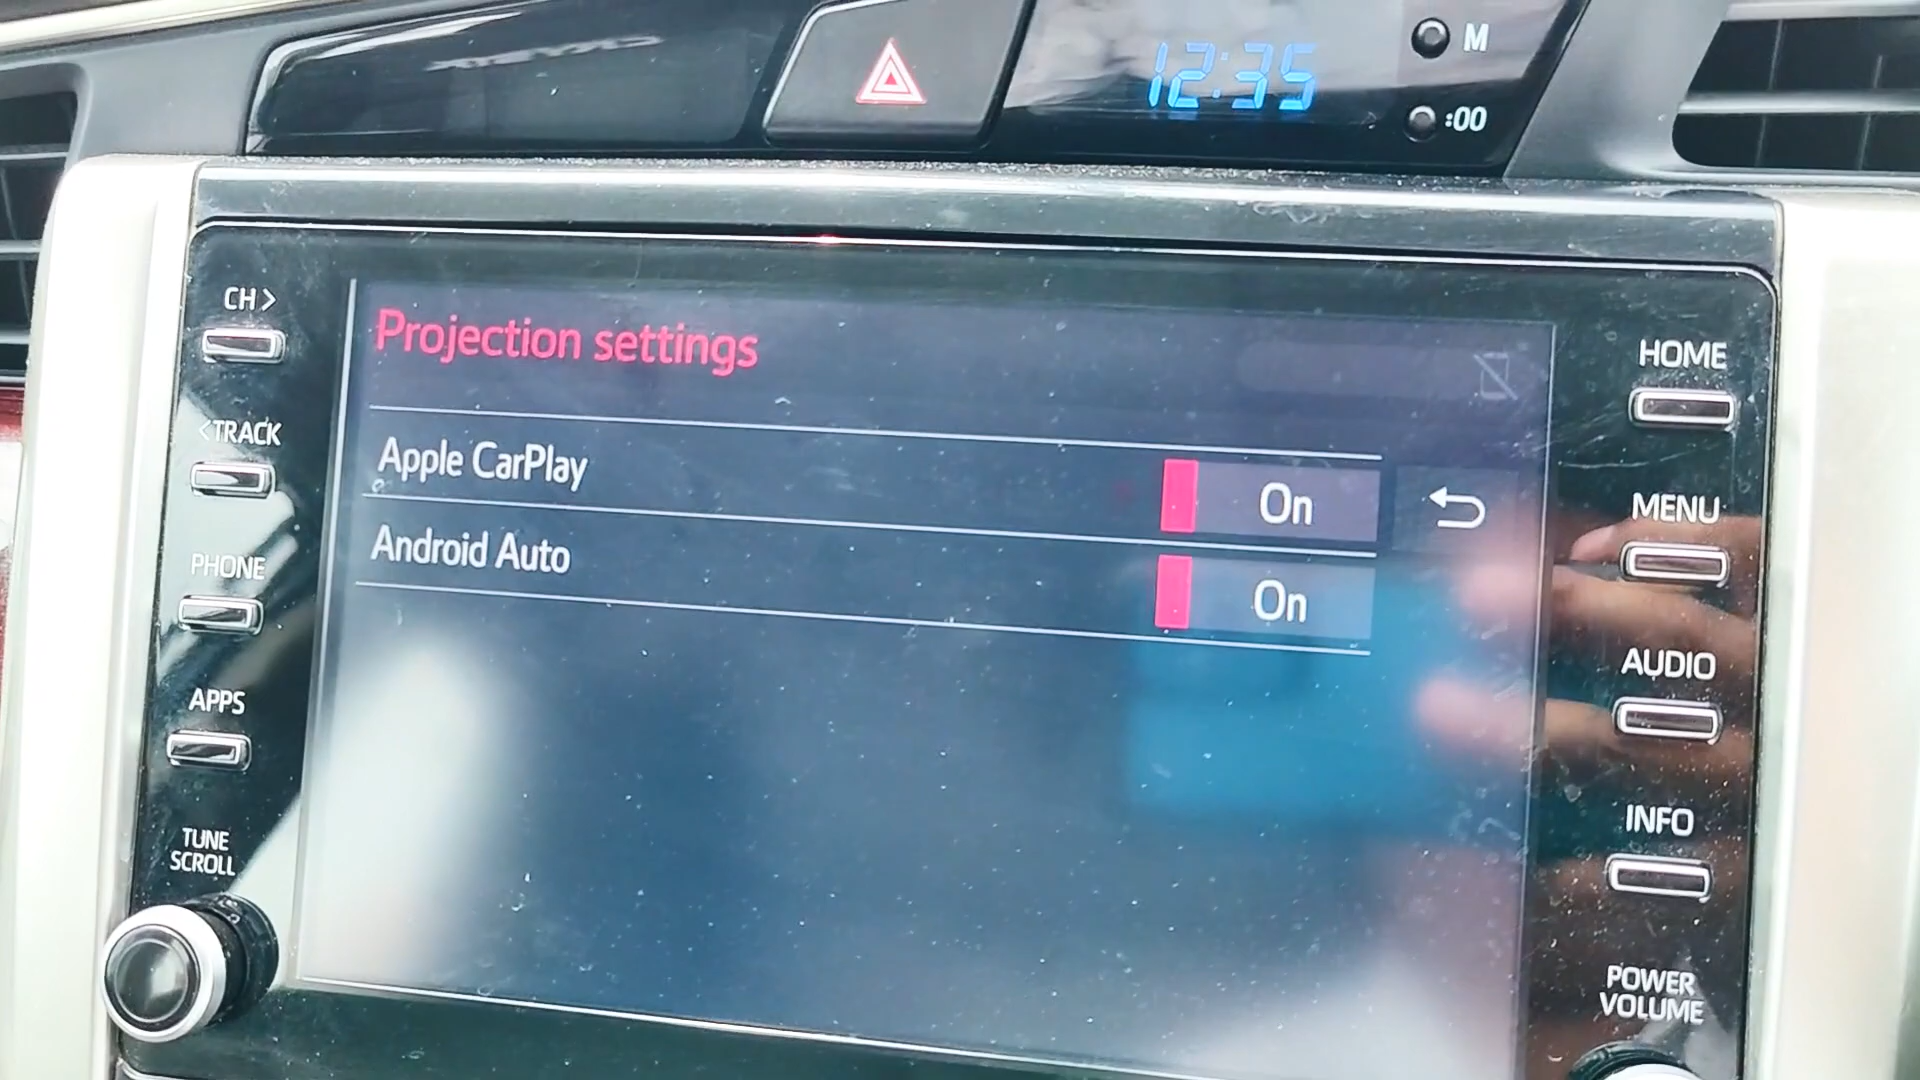 12:35
M
:00
CH>
<TRACK
PHONE
APPS
TUNE
SCROLL
Projection settings
Apple CarPlay
On
Android Auto
On
HOME
MENU
AUDIO
INFO
POWER
VOLUME